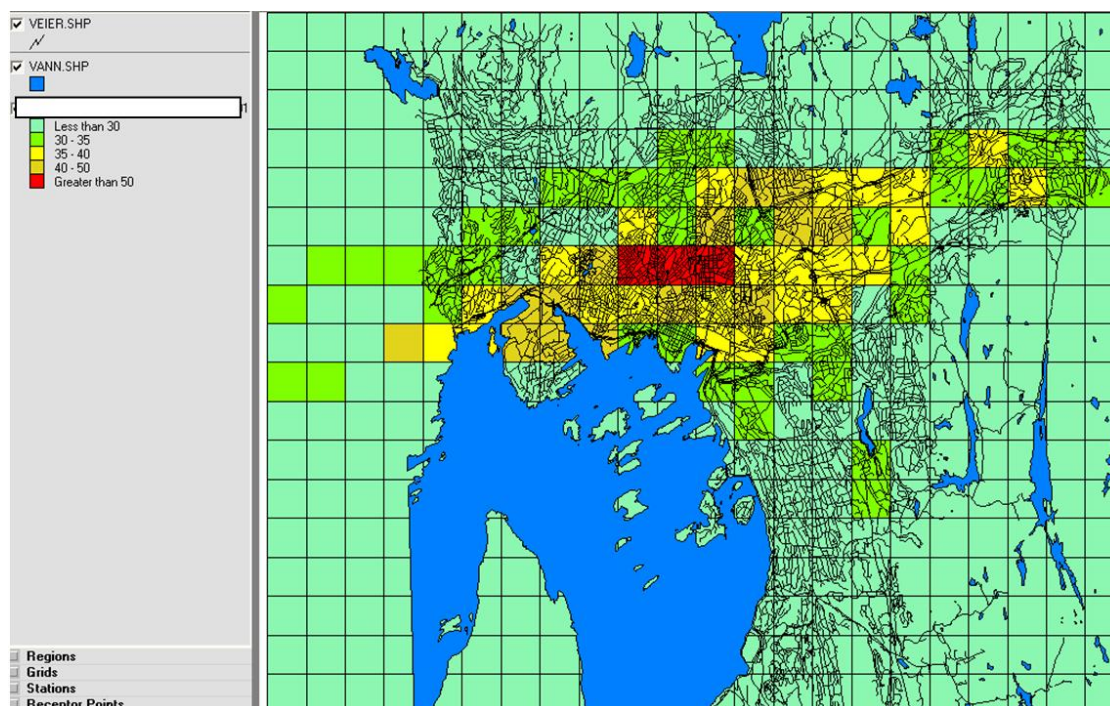 VEIER.SHP
VANN.SHP
Less than 30
30 - 35
35 - 40
40 - 50
Greater than 50
Regions
Grids
Stations
Receptor Points